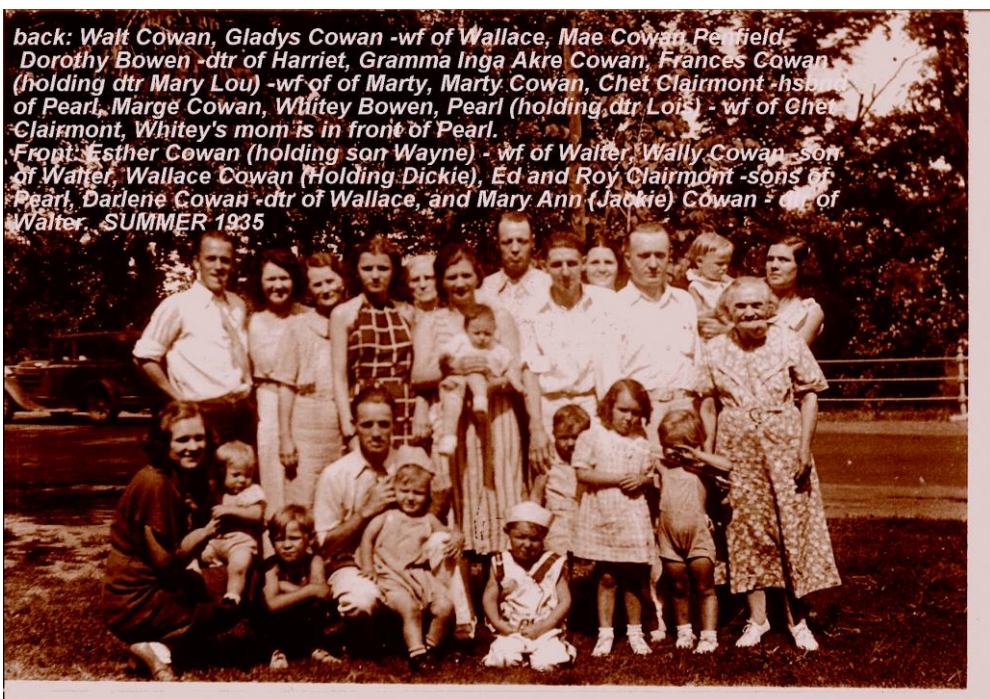 back: Walt Cowan, Gladys Cowan -wf of Wallace, Mae Cowan Penfield,
Dorothy Bowen -dtr of Harriet, Gramma Inga Akre Cowan, Frances Cowan
(holding dtr Mary Lou) -wf of of Marty, Marty Cowan, Chet Clairmont -hsbnd
of Pearl, Marge Cowan, Whitey Bowen, Pearl (holding dtr Lois) - wf of Chet
Clairmont, Whitey's mom is in front of Pearl.
Front: Esther Cowan (holding son Wayne) - wf of Walter, Wally Cowan -son
of Walter, Wallace Cowan (Holding Dickie), Ed and Roy Clairmont -sons of
Pearl, Darlene Cowan -dtr of Wallace, and Mary Ann (Jackie) Cowan - dtr of
Walter. SUMMER 1935